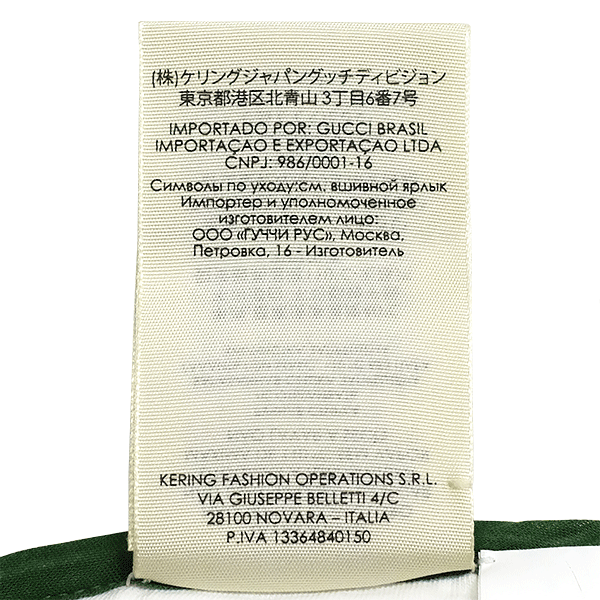 (株)ケリングジャパングッチディビジョン
東京都港区北青山 3丁目6番7号
IMPORTADO POR: GUCCI BRASIL
IMPORTAÇAO E EXPORTAÇAO LTDA
CNPJ: 986/0001-16
Символы по уходу:см. вшивной ярлык
Импортер и уполномоченное
изготовителем лицо:
ООО «ГУЧЧИ РУС», Москва,
Петровка, 16 - Изготовитель
KERING FASHION OPERATIONS S.R.L.
VIA GIUSEPPE BELLETTI 4/C
28100 NOVARA – ITALIA
P.IVA 13364840150